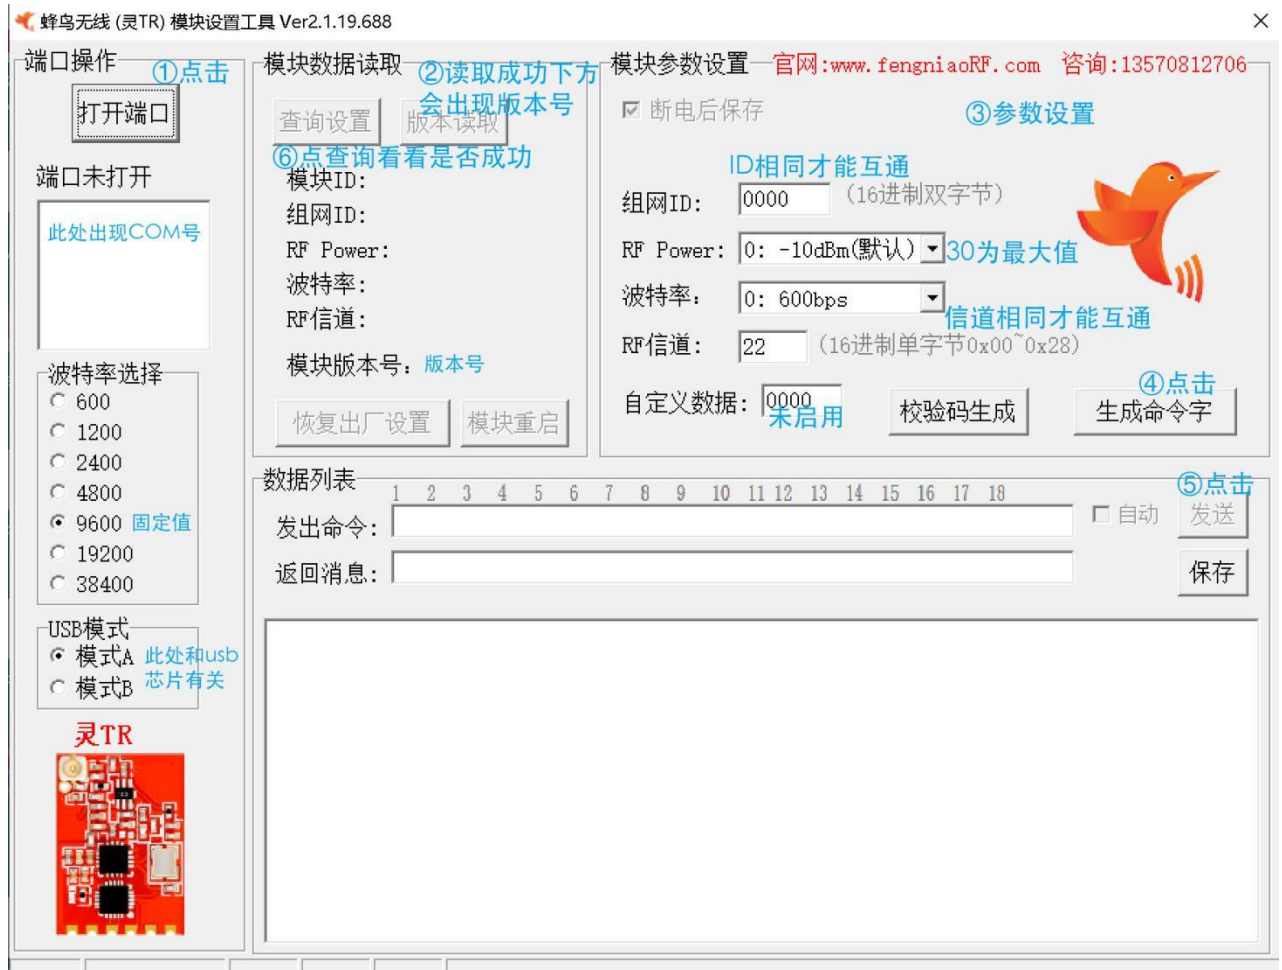 蜂鸟无线 (灵TR) 模块设置工具 Ver2.1.19.688
端口操作
①点击
打开端口
端口未打开
此处出现COM号
波特率选择
600
1200
2400
4800
9600 固定值
19200
38400
USB模式
模式A
模式B
此处和usb
芯片有关
灵TR
模块数据读取
②读取成功下方
会出现版本号
查询设置 版本读取
⑥点查询看看是否成功
模块ID:
组网ID:
RF Power:
波特率:
RF信道:
模块版本号: 版本号
恢复出厂设置 模块重启
模块参数设置 官网:www.fengniaoRF.com 咨询:13570812706
断电后保存
③参数设置
ID相同才能互通
组网ID: 0000 (16进制双字节)
RF Power: 0: -10dBm(默认) 30为最大值
波特率: 0: 600bps
信道相同才能互通
RF信道: 22 (16进制单字节0x00~0x28)
④点击
自定义数据: 0000 校验码生成 生成命令字
未启用
数据列表
1 2 3 4 5 6 7 8 9 10 11 12 13 14 15 16 17 18
⑤点击
发出命令: 自动 发送
返回消息: 保存